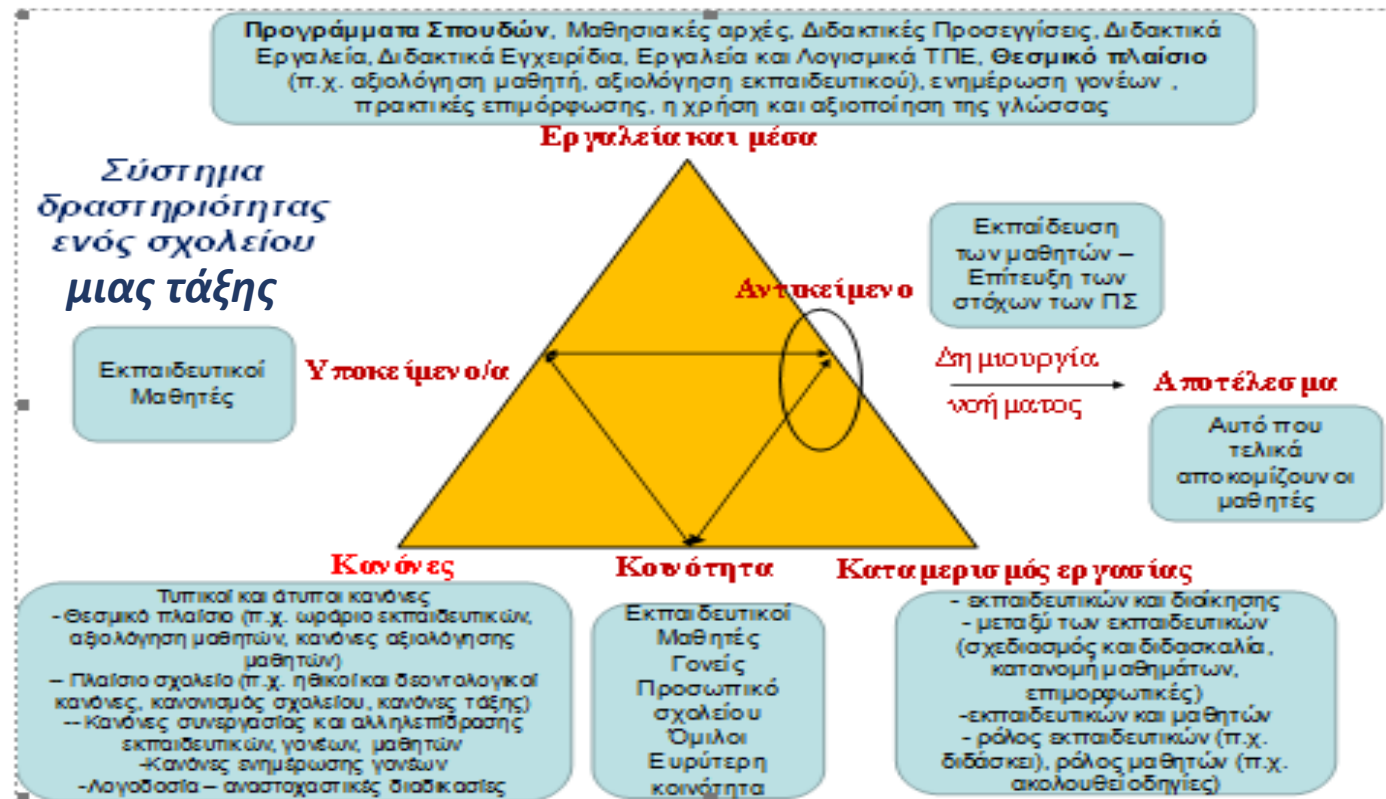 Προγράμματα Σπουδών, Μαθησιακές αρχές, Διδακτικές Προσεγγίσεις, Διδακτικά
Εργαλεία, Διδακτικά Εγχειρίδια, Εργαλεία και Λογισμικά ΤΠΕ, Θεσμικό πλαίσιο
(π.χ. αξιολόγηση μαθητή, αξιολόγηση εκπαιδευτικού), ενημέρωση γονέων ,
πρακτικές επιμόρφωσης, η χρήση και αξιοποίηση της γλώσσας
Εργαλεία και μέσα
Σύστημα
δραστηριότητας
ενός σχολείου
μιας τάξης
Εκπαίδευση
των μαθητών –
Επίτευξη των
στόχων των ΠΣ
Αντικείμενο
Εκπαιδευτικοί
Μαθητές
Υποκείμενο/α
Δημιουργία
νοήματος
Αποτέλεσμα
Αυτό που
τελικά
αποκομίζουν οι
μαθητές
Κανόνες
Τυπικοί και άτυποι κανόνες
-Θεσμικό πλαίσιο (π.χ. ωράριο εκπαιδευτικών,
αξιολόγηση μαθητών, κανόνες αξιολόγησης
μαθητών)
– Πλαίσιο σχολείο (π.χ. ηθικοί και δεοντολογικοί
κανόνες, κανονισμός σχολείου, κανόνες τάξης)
–-Κανόνες συνεργασίας και αλληλεπίδρασης
εκπαιδευτικών, γονέων, μαθητών
-Κανόνες ενημέρωσης γονέων
-Λογοδοσία – αναστοχαστικές διαδικασίες
Κοινότητα
Εκπαιδευτικοί
Μαθητές
Γονείς
Προσωπικό
σχολείου
Όμιλοι
Ευρύτερη
κοινότητα
Καταμερισμός εργασίας
- εκπαιδευτικών και διοίκησης
- μεταξύ των εκπαιδευτικών
(σχεδιασμός και διδασκαλία,
κατανομή μαθημάτων,
επιμορφωτικές)
-εκπαιδευτικών και μαθητών
- ρόλος εκπαιδευτικών (π.χ.
διδάσκει), ρόλος μαθητών (π.χ.
ακολουθεί οδηγίες)